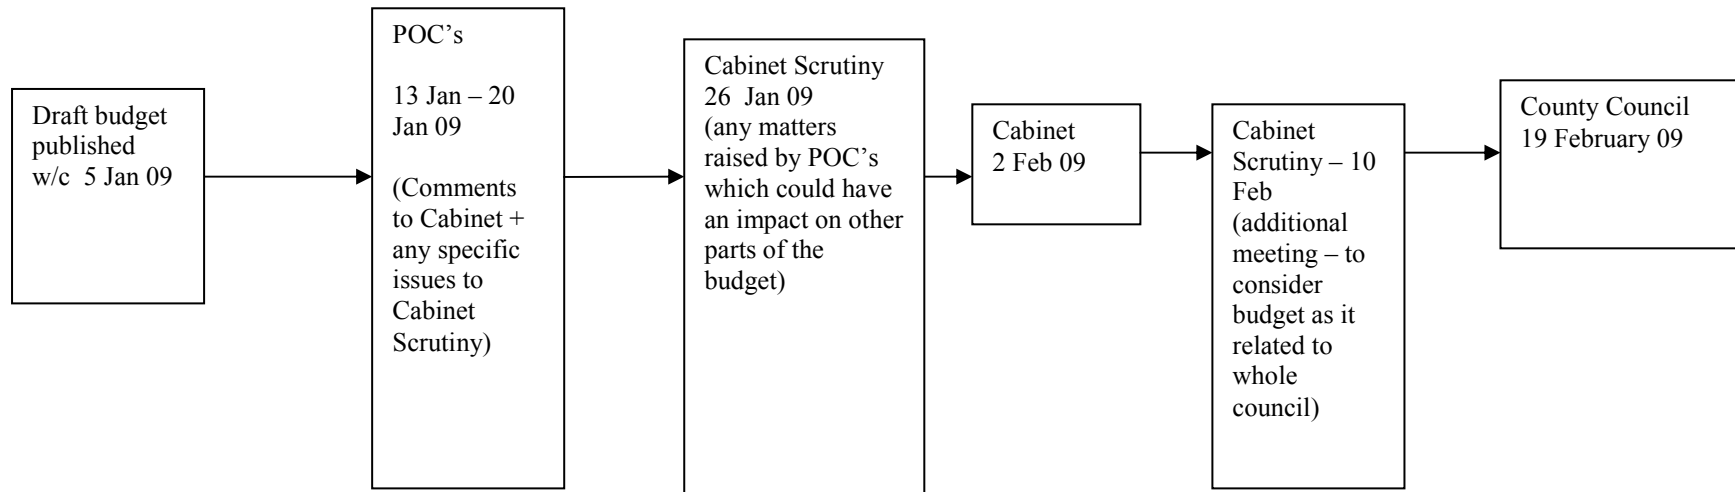 Draft budget
published
w/c  5 Jan 09
POC’s
13 Jan – 20
Jan 09
(Comments
to Cabinet +
any specific
issues to
Cabinet
Scrutiny)
Cabinet Scrutiny
26  Jan 09
(any matters
raised by POC’s
which could have
an impact on other
parts of the
budget)
Cabinet
2 Feb 09
Cabinet
Scrutiny – 10
Feb
(additional
meeting – to
consider
budget as it
related to
whole
council)
County Council
19 February 09